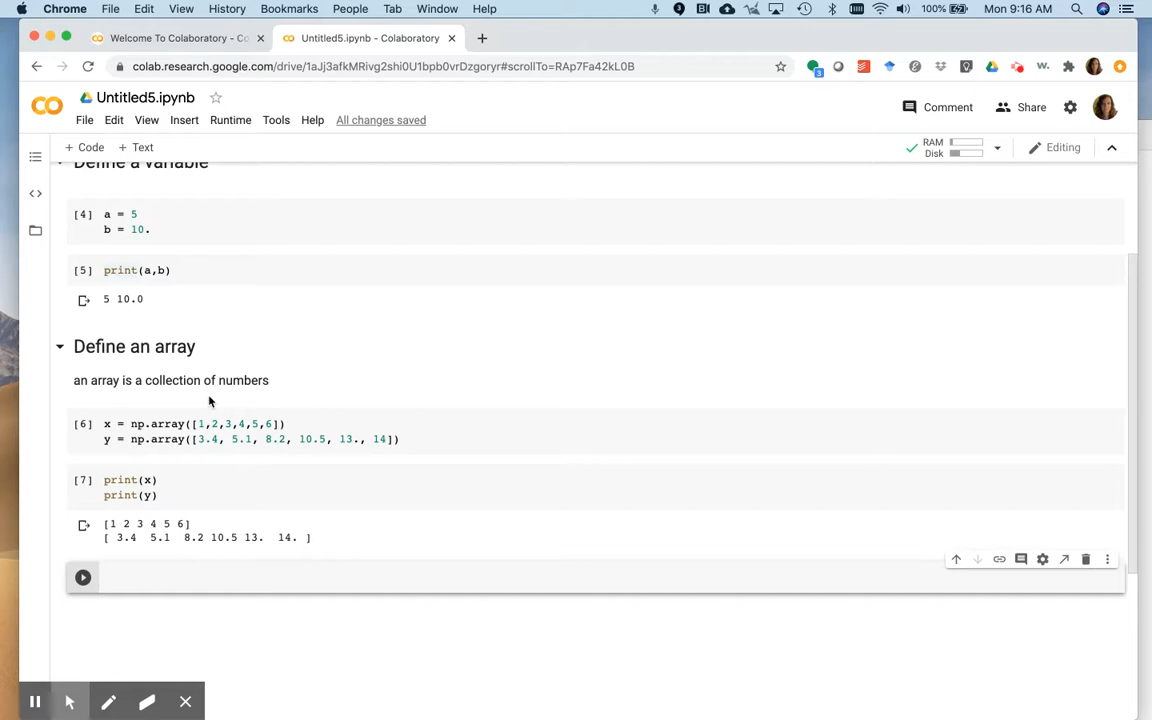 Chrome File Edit View History Bookmarks People Tab Window Help 100% Mon 9:16 AM
Welcome To Colaboratory - Co Untitled5.ipynb - Colaboratory
colab.research.google.com/drive/1aJj3afkMRivg2shi0U1bpb0vrDzgoryr#scrollTo=RAp7Fa42kL0B
Untitled5.ipynb
Comment Share
File Edit View Insert Runtime Tools Help All changes saved
+ Code + Text RAM Disk Editing
Define a variable
[4] a = 5
b = 10.
[5] print(a,b)
5 10.0
Define an array
an array is a collection of numbers
[6] x = np.array([1,2,3,4,5,6])
y = np.array([3.4, 5.1, 8.2, 10.5, 13., 14])
[7] print(x)
print(y)
[1 2 3 4 5 6]
[ 3.4  5.1  8.2 10.5 13.  14. ]